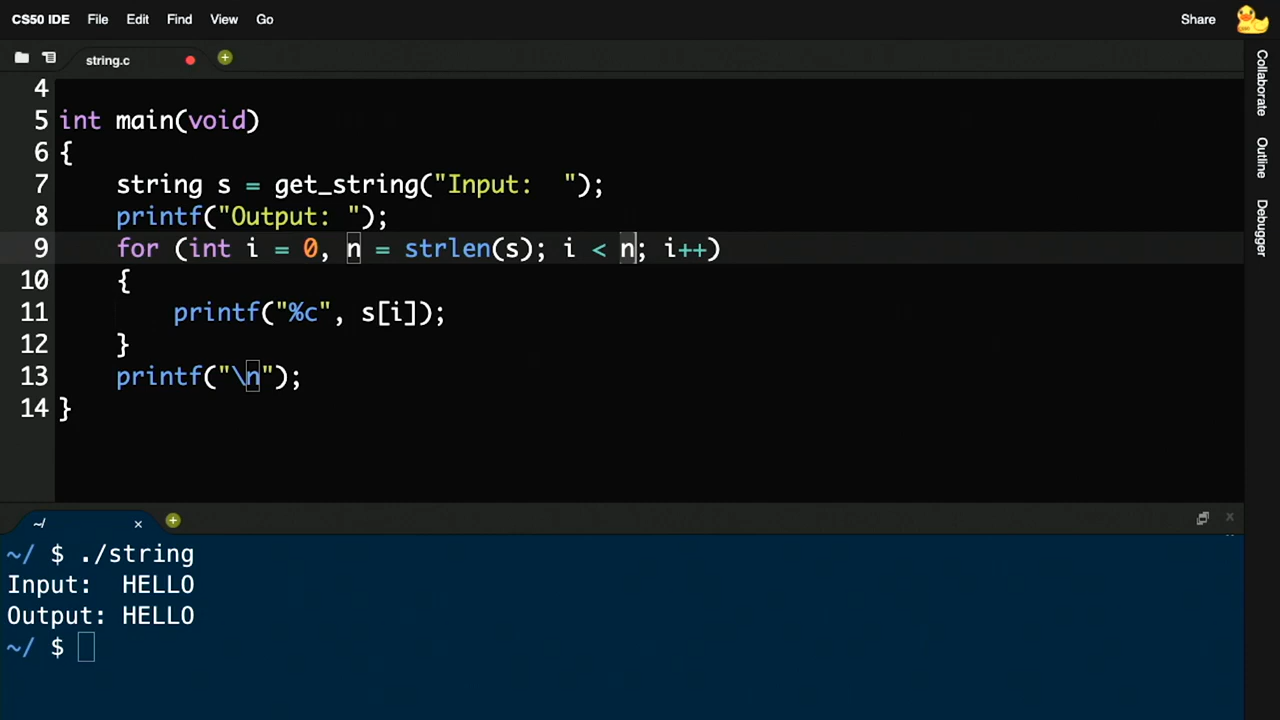 CS50 IDE File Edit Find View Go Share
string.c
4
5 int main(void)
6 {
7     string s = get_string("Input:  ");
8     printf("Output: ");
9     for (int i = 0, n = strlen(s); i < n; i++)
10     {
11         printf("%c", s[i]);
12     }
13     printf("\n");
14 }
Collaborate
Outline
Debugger
~/
~/ $ ./string
Input:  HELLO
Output: HELLO
~/ $